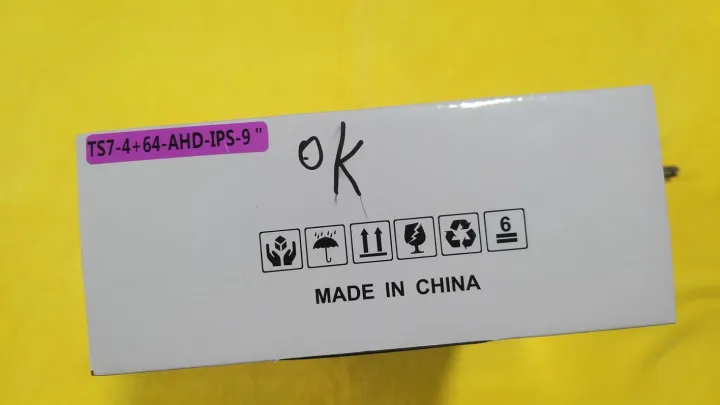 TS7-4+64-AHD-IPS-9"
OK
6
MADE IN CHINA